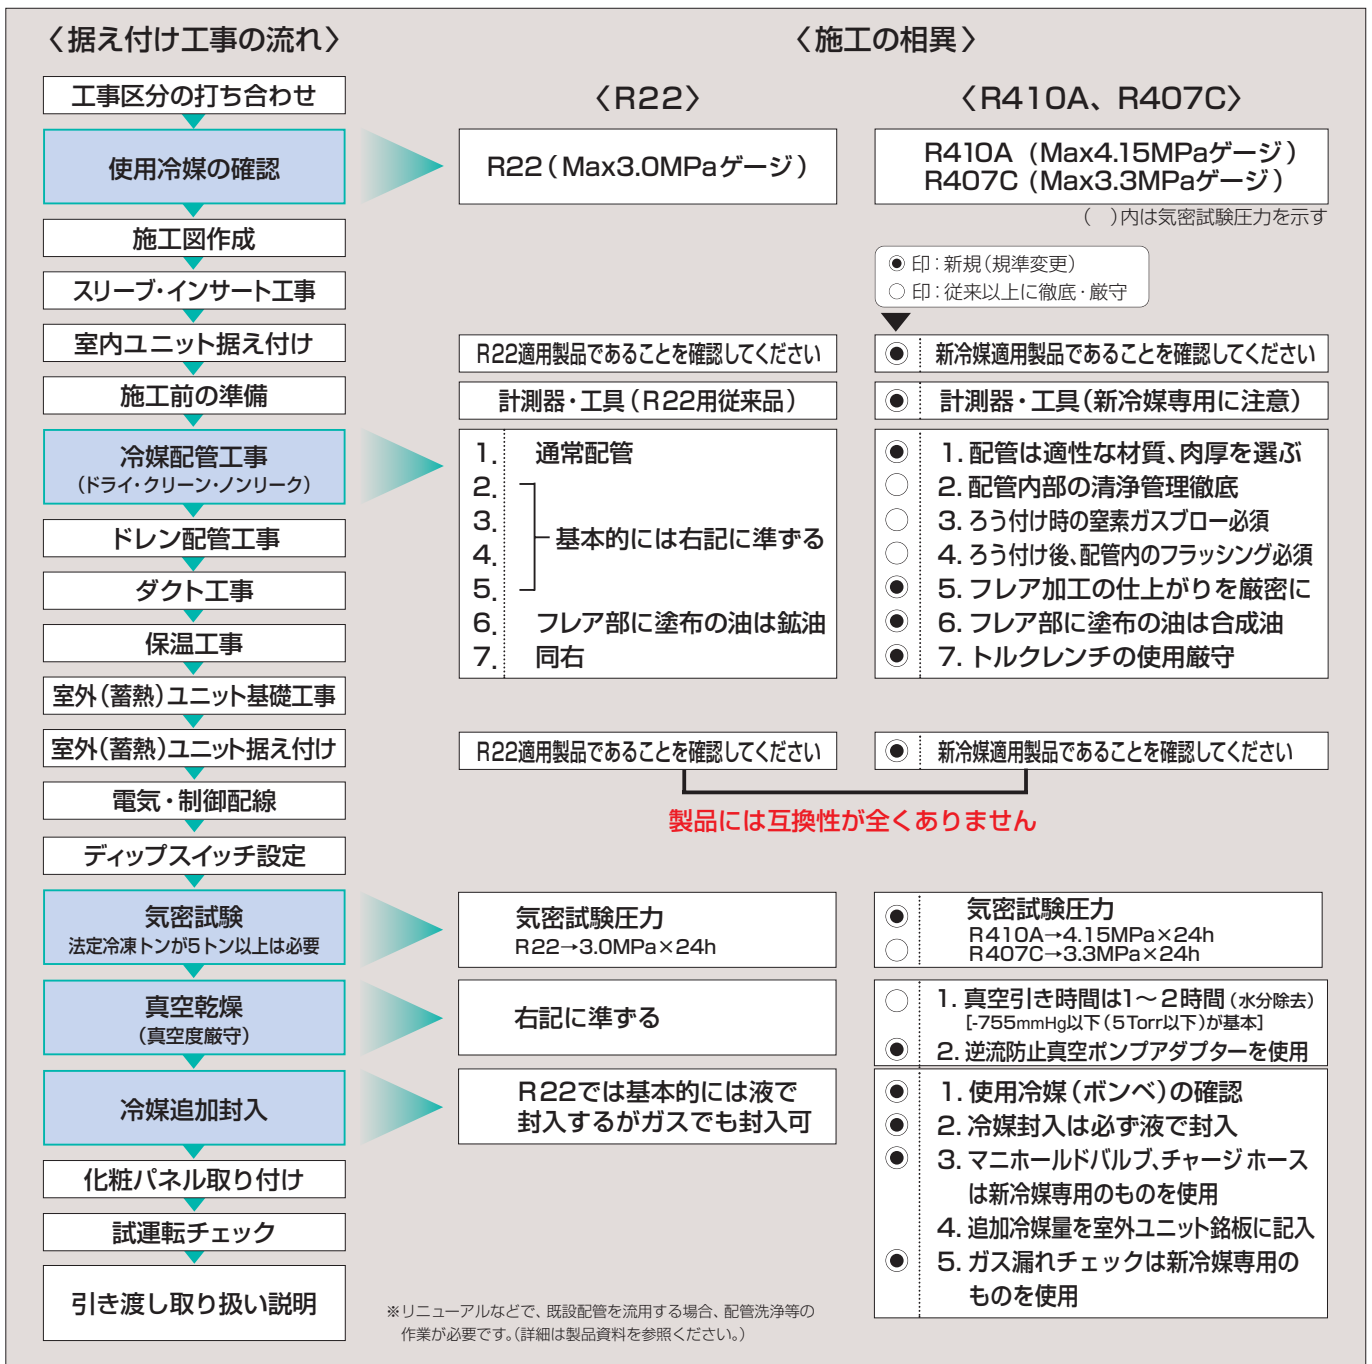 〈据え付け工事の流れ〉
〈施工の相異〉
工事区分の打ち合わせ
〈R22〉
〈R410A、R407C〉
使用冷媒の確認
R22（Max3.0MPaゲージ）
R410A（Max4.15MPaゲージ）
R407C（Max3.3MPaゲージ）
（　）内は気密試験圧力を示す
施工図作成
◉ 印：新規（規準変更）
○ 印：従来以上に徹底・厳守
スリーブ・インサート工事
室内ユニット据え付け
R22適用製品であることを確認してください
◉ 新冷媒適用製品であることを確認してください
施工前の準備
計測器・工具（R22用従来品）
◉ 計測器・工具（新冷媒専用に注意）
冷媒配管工事
（ドライ・クリーン・ノンリーク）
1. 通常配管
2.
3.
4.
5.
基本的には右記に準ずる
6. フレア部に塗布の油は鉱油
7. 同右
◉ 1. 配管は適性な材質、肉厚を選ぶ
○ 2. 配管内部の清浄管理徹底
○ 3. ろう付け時の窒素ガスブロー必須
○ 4. ろう付け後、配管内のフラッシング必須
◉ 5. フレア加工の仕上がりを厳密に
◉ 6. フレア部に塗布の油は合成油
◉ 7. トルクレンチの使用厳守
ドレン配管工事
ダクト工事
保温工事
室外（蓄熱）ユニット基礎工事
室外（蓄熱）ユニット据え付け
R22適用製品であることを確認してください
◉ 新冷媒適用製品であることを確認してください
製品には互換性が全くありません
電気・制御配線
ディップスイッチ設定
気密試験
法定冷凍トンが5トン以上は必要
気密試験圧力
R22→3.0MPa×24h
気密試験圧力
◉ R410A→4.15MPa×24h
○ R407C→3.3MPa×24h
真空乾燥
（真空度厳守）
右記に準ずる
○ 1. 真空引き時間は1〜2時間（水分除去）
[-755mmHg以下（5Torr以下）が基本]
◉ 2. 逆流防止真空ポンプアダプターを使用
冷媒追加封入
R22では基本的には液で
封入するがガスでも封入可
◉ 1. 使用冷媒（ボンベ）の確認
◉ 2. 冷媒封入は必ず液で封入
◉ 3. マニホールドバルブ、チャージホース
は新冷媒専用のものを使用
4. 追加冷媒量を室外ユニット銘板に記入
◉ 5. ガス漏れチェックは新冷媒専用の
ものを使用
化粧パネル取り付け
試運転チェック
引き渡し取り扱い説明
※リニューアルなどで、既設配管を流用する場合、配管洗浄等の
作業が必要です。（詳細は製品資料を参照ください。）